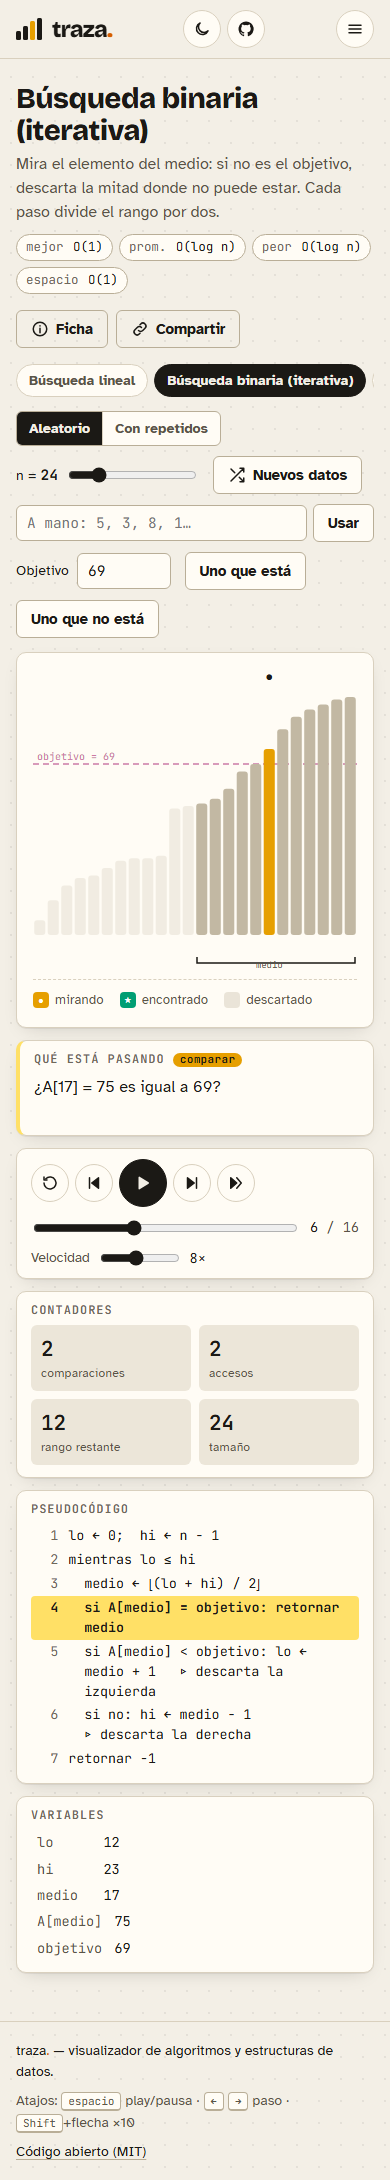 traza.
Búsqueda binaria
(iterativa)
Mira el elemento del medio: si no es el objetivo,
descarta la mitad donde no puede estar. Cada
paso divide el rango por dos.
mejor O(1) prom. O(log n) peor O(log n)
espacio O(1)
Ficha Compartir
Búsqueda lineal Búsqueda binaria (iterativa)
Aleatorio Con repetidos
n = 24 Nuevos datos
A mano: 5, 3, 8, 1… Usar
Objetivo 69 Uno que está
Uno que no está
objetivo = 69
medio
mirando encontrado descartado
QUÉ ESTÁ PASANDO comparar
¿A[17] = 75 es igual a 69?
6 / 16
Velocidad 8×
CONTADORES
2 2
comparaciones accesos
12 24
rango restante tamaño
PSEUDOCÓDIGO
1 lo ← 0; hi ← n - 1
2 mientras lo ≤ hi
3 medio ← ⌊(lo + hi) / 2⌋
4 si A[medio] = objetivo: retornar
medio
5 si A[medio] < objetivo: lo ←
medio + 1 ▹ descarta la
izquierda
6 si no: hi ← medio - 1
▹ descarta la derecha
7 retornar -1
VARIABLES
lo 12
hi 23
medio 17
A[medio] 75
objetivo 69
traza. — visualizador de algoritmos y estructuras de
datos.
Atajos: espacio play/pausa · ← → paso ·
Shift+flecha ×10
Código abierto (MIT)